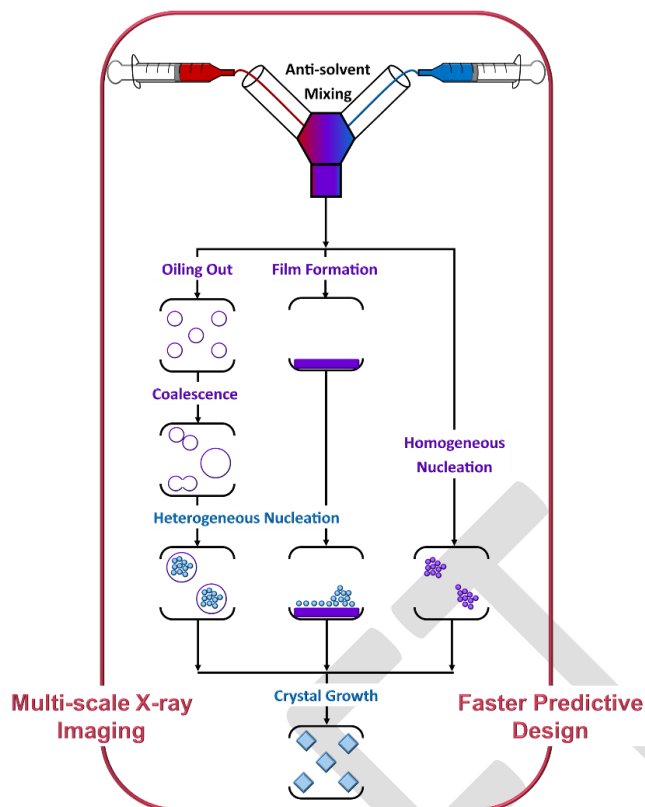 Anti-solvent
Mixing
Oiling Out
Film Formation
Coalescence
Homogeneous
Nucleation
Heterogeneous Nucleation
Crystal Growth
Multi-scale X-ray
Imaging
Faster Predictive
Design